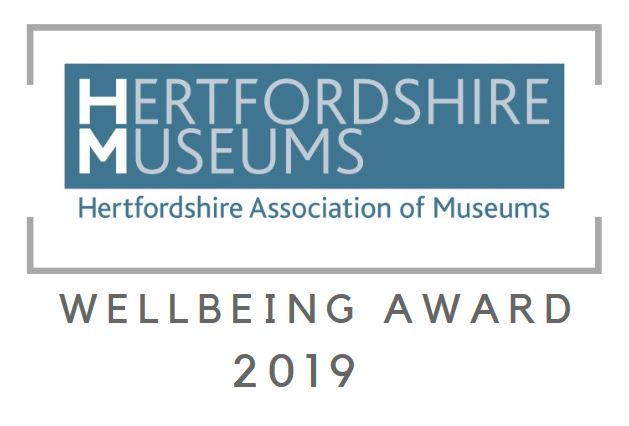 HERTFORDSHIRE
MUSEUMS
Hertfordshire Association of Museums
WELLBEING AWARD
2019